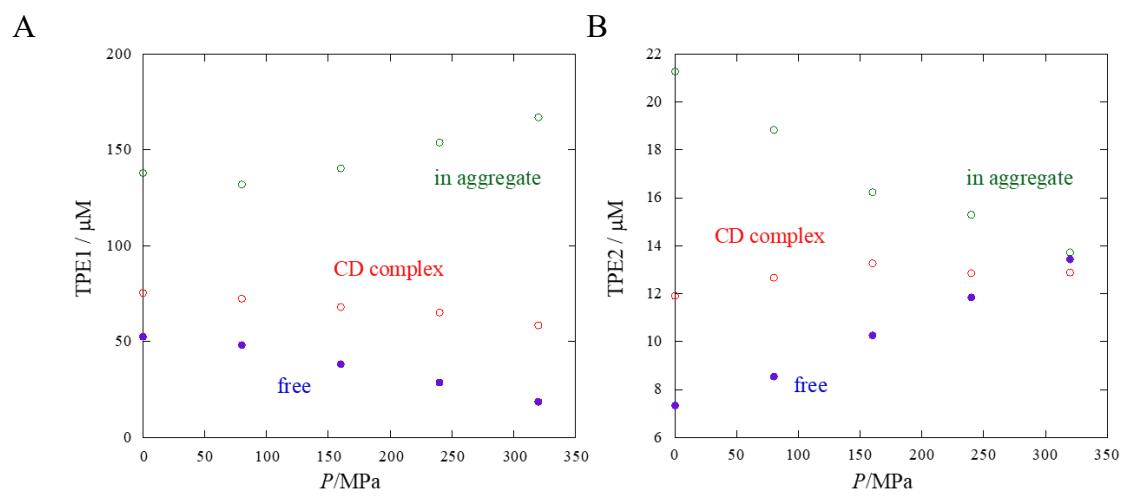 A
200
150
100
50
0
TPE1 / μM
in aggregate
CD complex
free
0 50 100 150 200 250 300 350
P/MPa
B
22
20
18
16
14
12
10
8
6
TPE2 / μM
in aggregate
CD complex
free
0 50 100 150 200 250 300 350
P/MPa